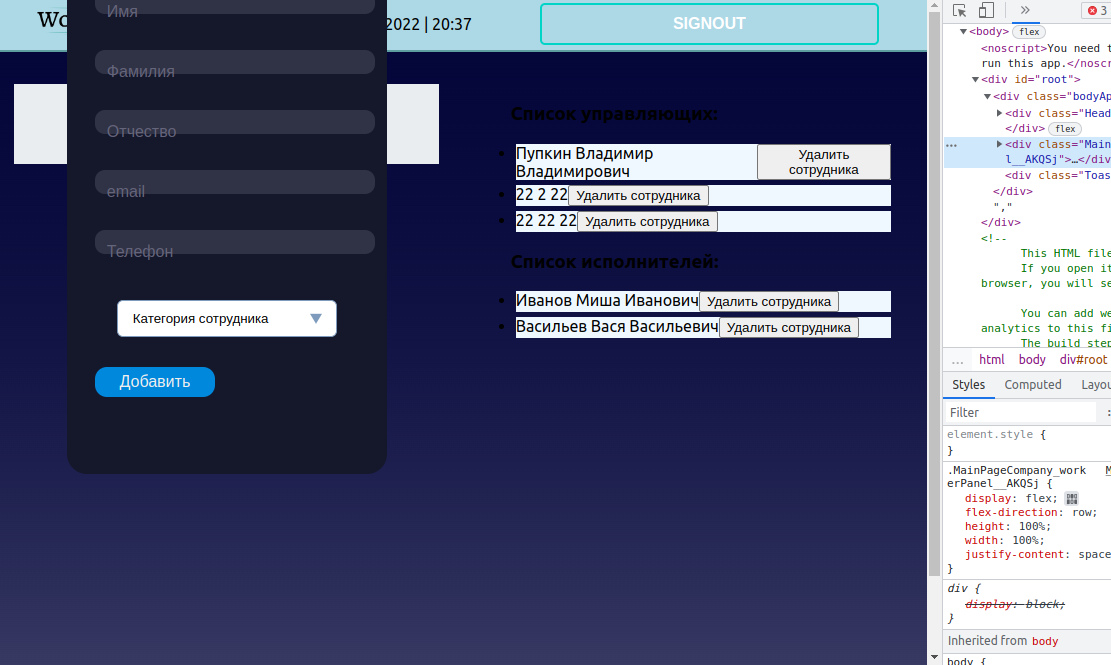 Wo
2022 | 20:37
SIGNOUT
Имя
Фамилия
Отчество
email
Телефон
Категория сотрудника
Добавить
Список управляющих:
Пупкин Владимир
Владимирович
Удалить
сотрудника
22 2 22
Удалить сотрудника
22 22 22
Удалить сотрудника
Список исполнителей:
Иванов Миша Иванович
Удалить сотрудника
Васильев Вася Васильевич
Удалить сотрудника
» 3
<body> flex
<noscript>You need t
run this app.</noscr
<div id="root">
<div class="bodyAp
<div class="Head
</div> flex
<div class="Main
l__AKQSj">…</div
<div class="Toas
</div>
","
</div>
<!--
This HTML file
If you open it
browser, you will se
You can add we
analytics to this fi
The build step
… html body div#root
Styles Computed Layou
Filter :
element.style {
}
.MainPageCompany_work M
erPanel__AKQSj {
display: flex;
flex-direction: row;
height: 100%;
width: 100%;
justify-content: space
}
div {
display: block;
}
Inherited from body
body {